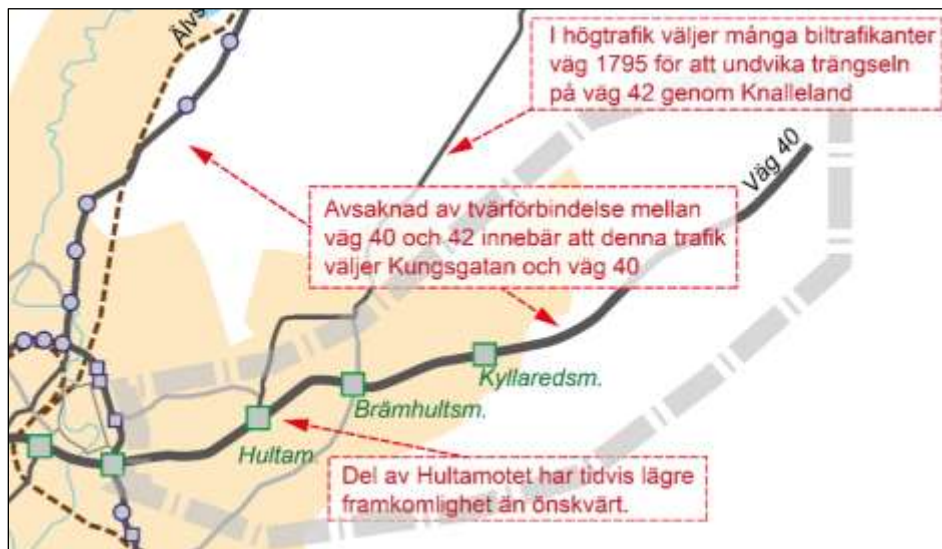 Älvs
I högtrafik väljer många biltrafikanter
väg 1795 för att undvika trängseln
på väg 42 genom Knalleland
Väg 40
Avsaknad av tvärförbindelse mellan
väg 40 och 42 innebär att denna trafik
väljer Kungsgatan och väg 40
Kyllaredsm.
Brämhultsm.
Hultam.
Del av Hultamotet har tidvis lägre
framkomlighet än önskvärt.